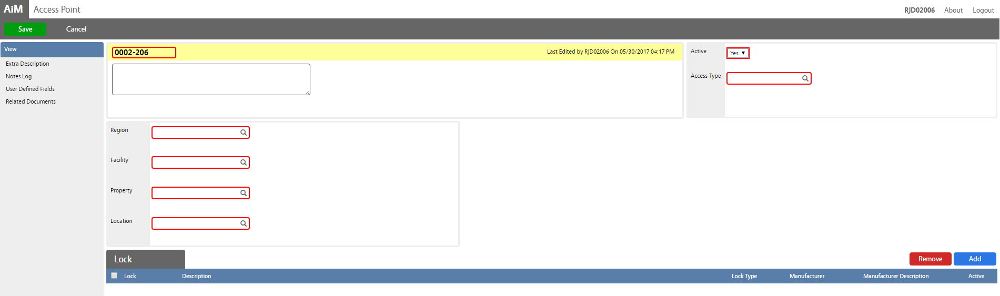 AiM Access Point RJD02006 About Logout
Save Cancel
View
Extra Description
Notes Log
User Defined Fields
Related Documents
0002-206 Last Edited by RJD02006 On 05/30/2017 04:17 PM
Active Yes
Access Type
Region
Facility
Property
Location
Lock Remove Add
Lock Description Lock Type Manufacturer Manufacturer Description Active